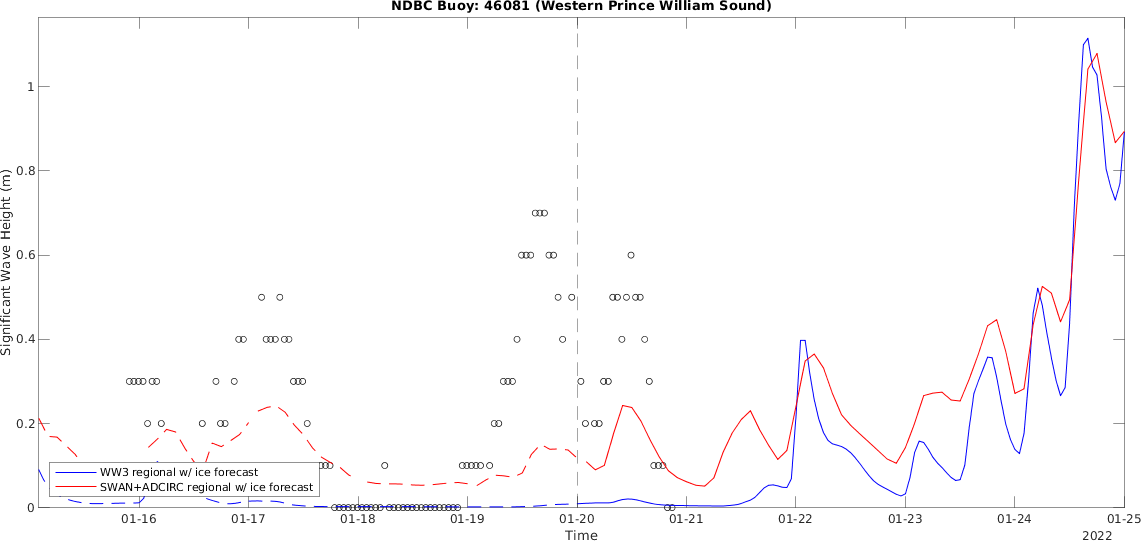 NDBC Buoy: 46081 (Western Prince William Sound)
Significant Wave Height (m)
1
0.8
0.6
0.4
0.2
0
WW3 regional w/ ice forecast
SWAN+ADCIRC regional w/ ice forecast
01-16 01-17 01-18 01-19 01-20 01-21 01-22 01-23 01-24 01-25
Time
2022